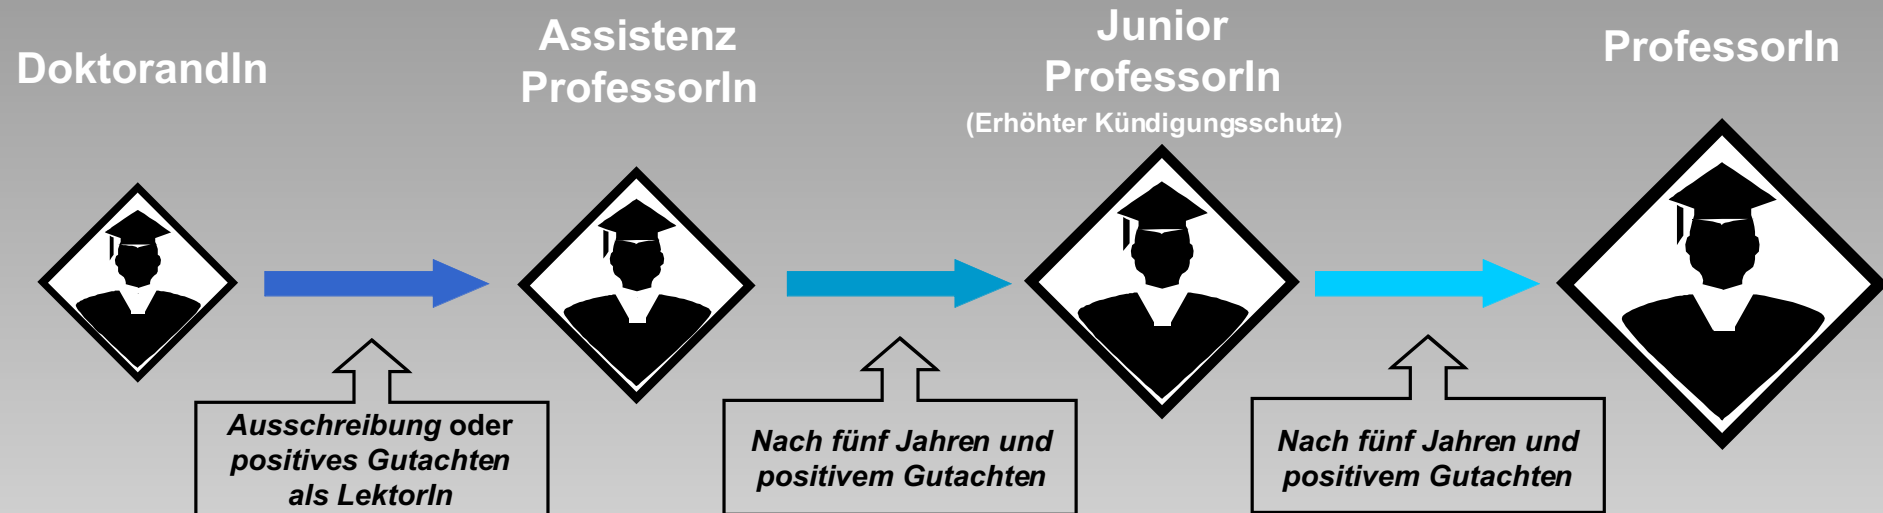 DoktorandIn
Assistenz
ProfessorIn
Junior
ProfessorIn
(Erhöhter Kündigungsschutz)
ProfessorIn
Ausschreibung oder
positives Gutachten
als LektorIn
Nach fünf Jahren und
positivem Gutachten
Nach fünf Jahren und
positivem Gutachten